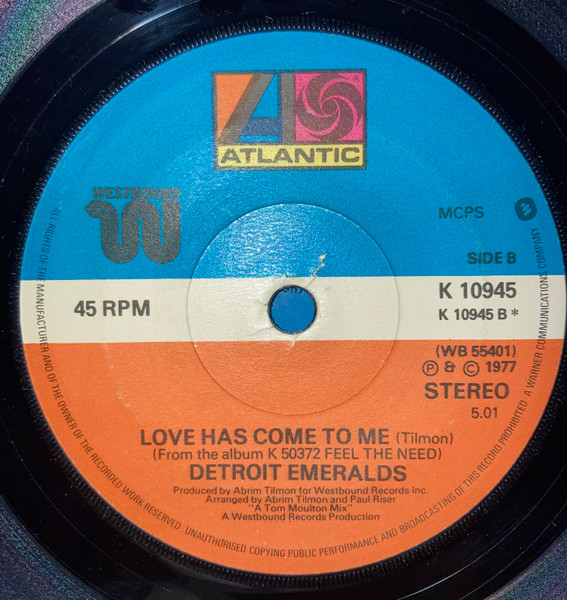 ATLANTIC
WESTBOUND
MCPS
SIDE B
45 RPM
K 10945
K 10945 B*
(WB 55401)
Ⓟ & © 1977
STEREO
5.01
LOVE HAS COME TO ME (Tilmon)
(From the album K 50372 FEEL THE NEED)
DETROIT EMERALDS
Produced by Abrim Tilmon for Westbound Records Inc.
Arranged by Abrim Tilmon and Paul Riser
"A Tom Moulton Mix"
A Westbound Records Production
ALL RIGHTS OF THE MANUFACTURER AND OF THE OWNER OF THE RECORDED WORK RESERVED UNAUTHORISED COPYING PUBLIC PERFORMANCE AND BROADCASTING OF THIS RECORD PROHIBITED A WARNER COMMUNICATIONS COMPANY